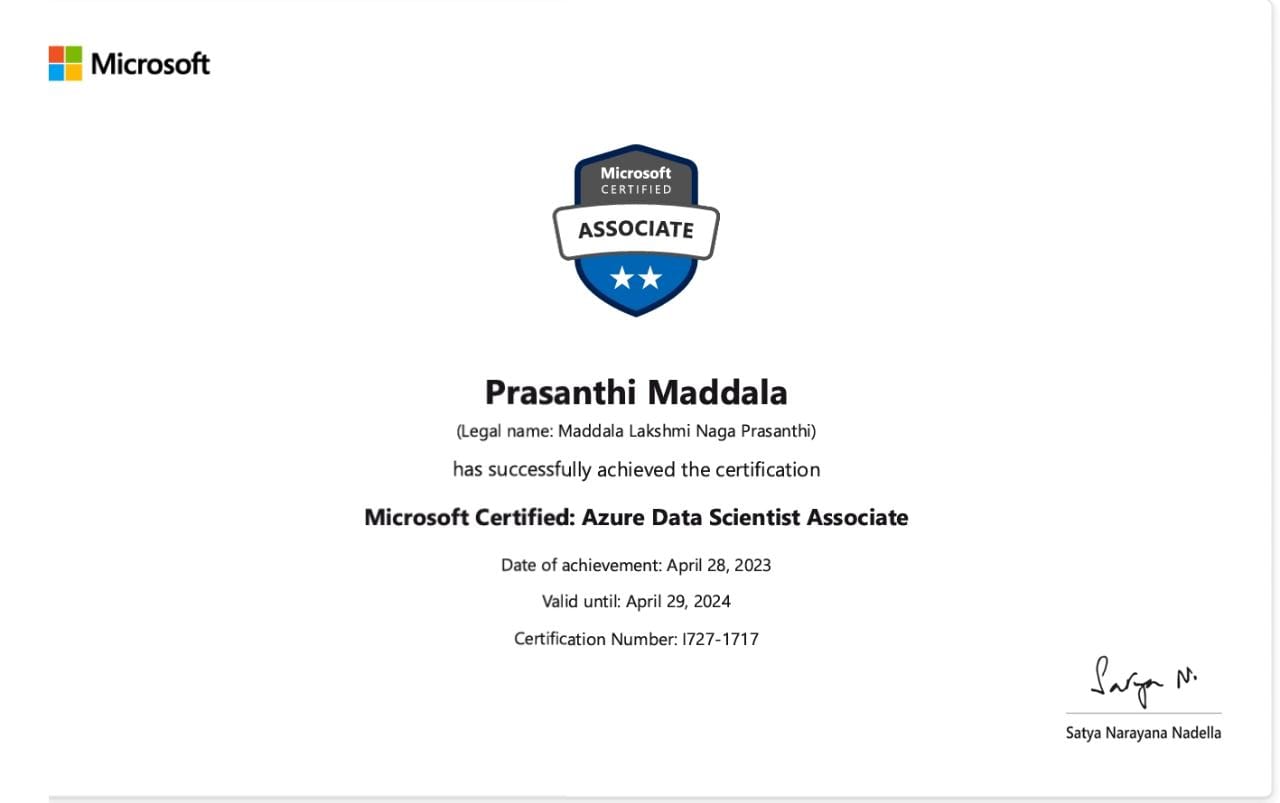 Microsoft
Microsoft
CERTIFIED
ASSOCIATE
Prasanthi Maddala
(Legal name: Maddala Lakshmi Naga Prasanthi)
has successfully achieved the certification
Microsoft Certified: Azure Data Scientist Associate
Date of achievement: April 28, 2023
Valid until: April 29, 2024
Certification Number: I727-1717
Satya N.
Satya Narayana Nadella